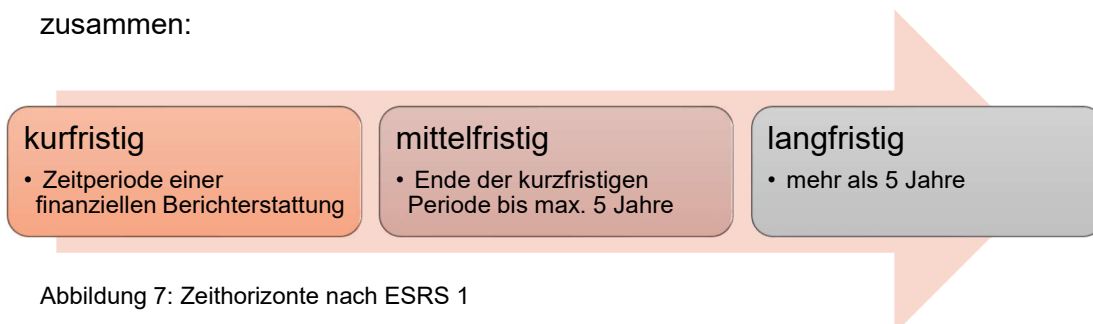 zusammen:
kurfristig
• Zeitperiode einer
finanziellen Berichterstattung
mittelfristig
• Ende der kurzfristigen
Periode bis max. 5 Jahre
langfristig
• mehr als 5 Jahre
Abbildung 7: Zeithorizonte nach ESRS 1